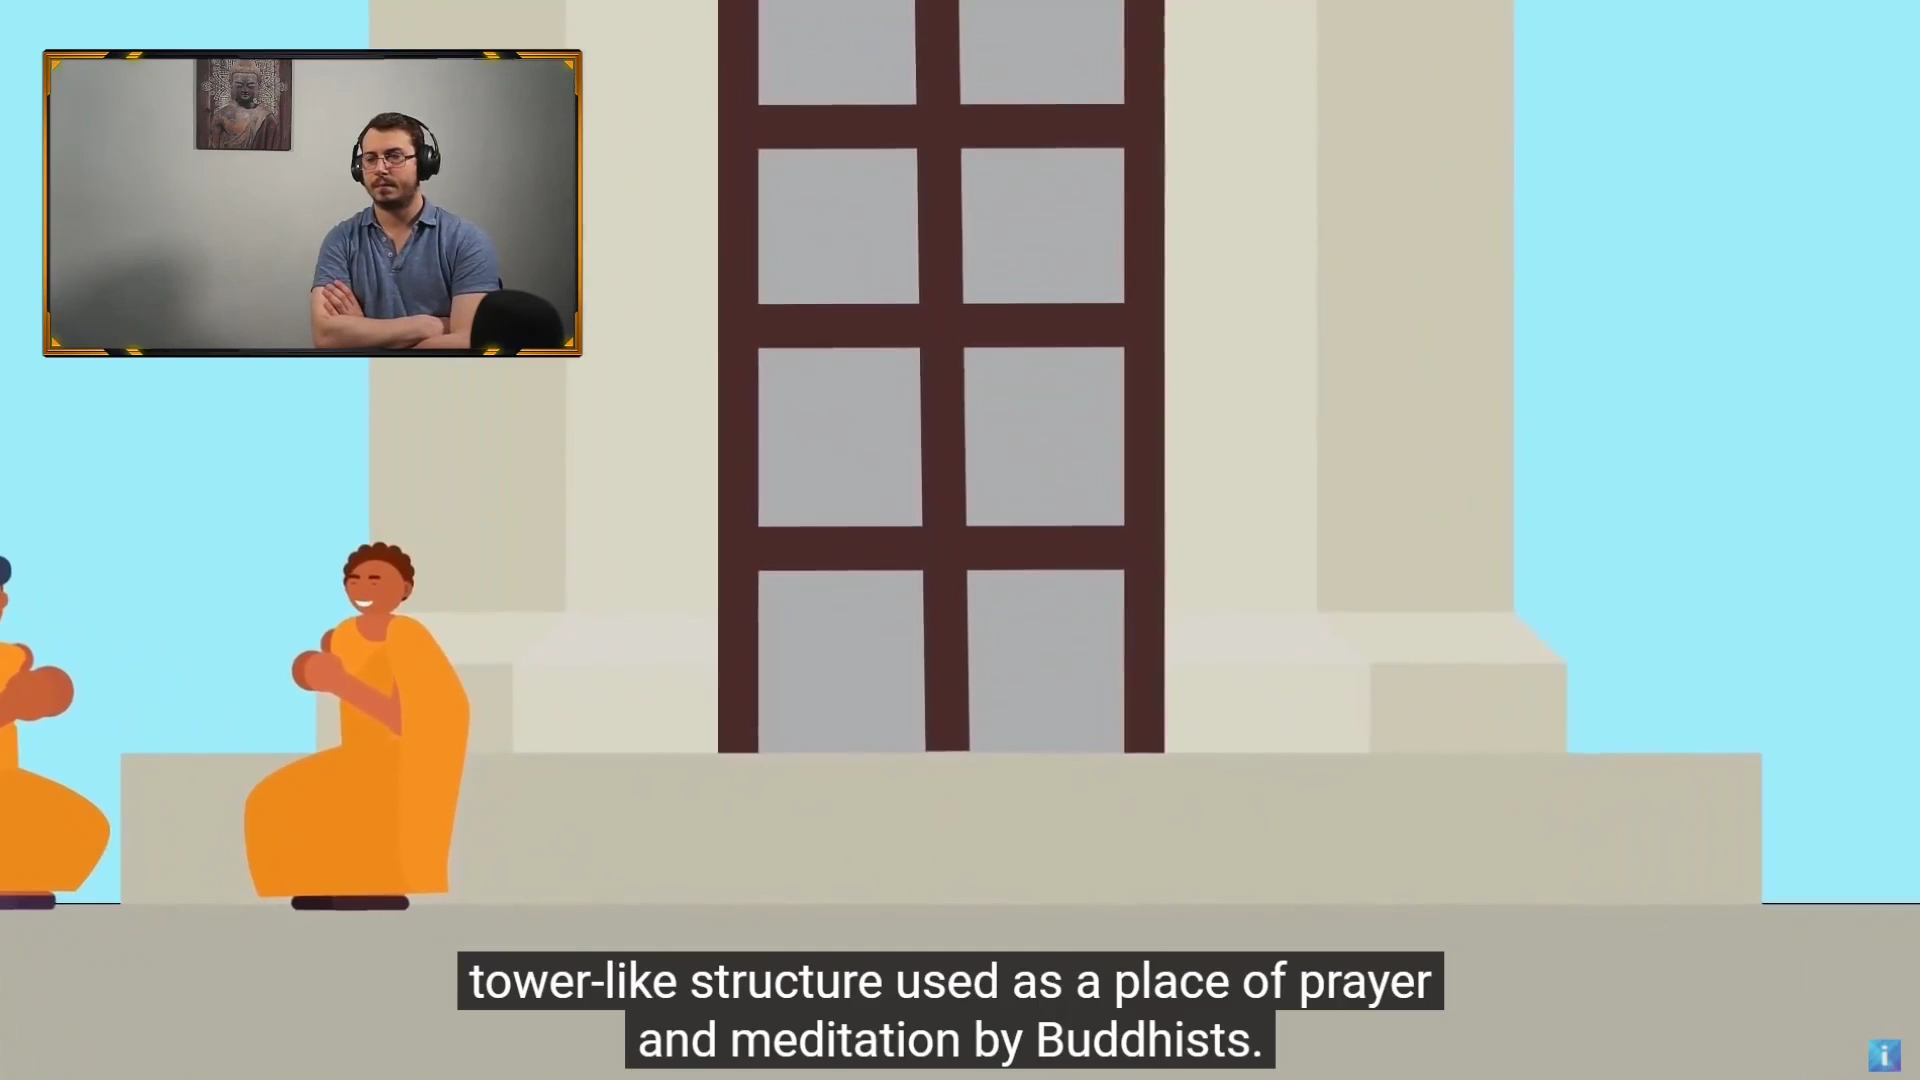 tower-like structure used as a place of prayer
and meditation by Buddhists.
i